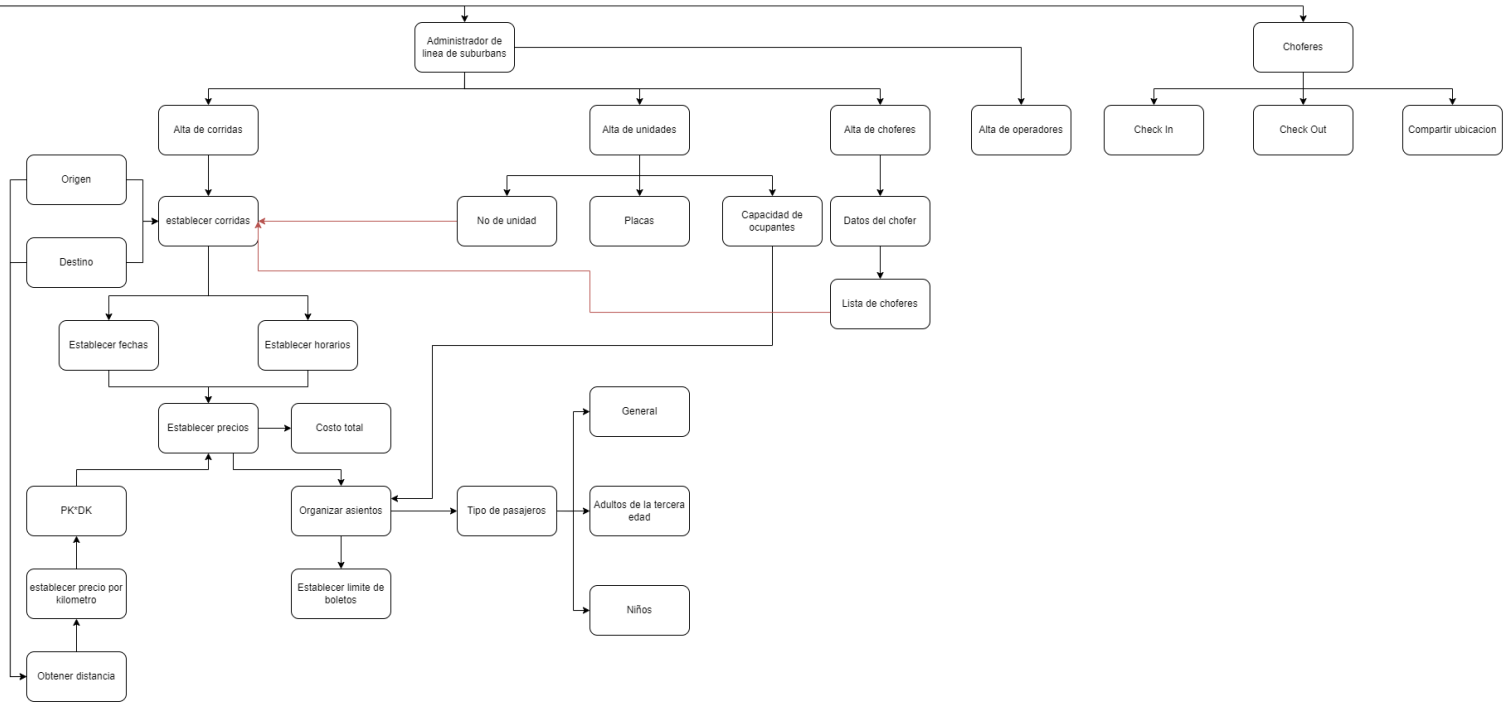 Administrador de
linea de suburbans
Choferes
Alta de corridas
Alta de unidades
Alta de choferes
Alta de operadores
Check In
Check Out
Compartir ubicacion
Origen
establecer corridas
No de unidad
Placas
Capacidad de
ocupantes
Datos del chofer
Destino
Lista de choferes
Establecer fechas
Establecer horarios
General
Establecer precios
Costo total
PK*DK
Organizar asientos
Tipo de pasajeros
Adultos de la tercera
edad
establecer precio por
kilometro
Establecer limite de
boletos
Niños
Obtener distancia